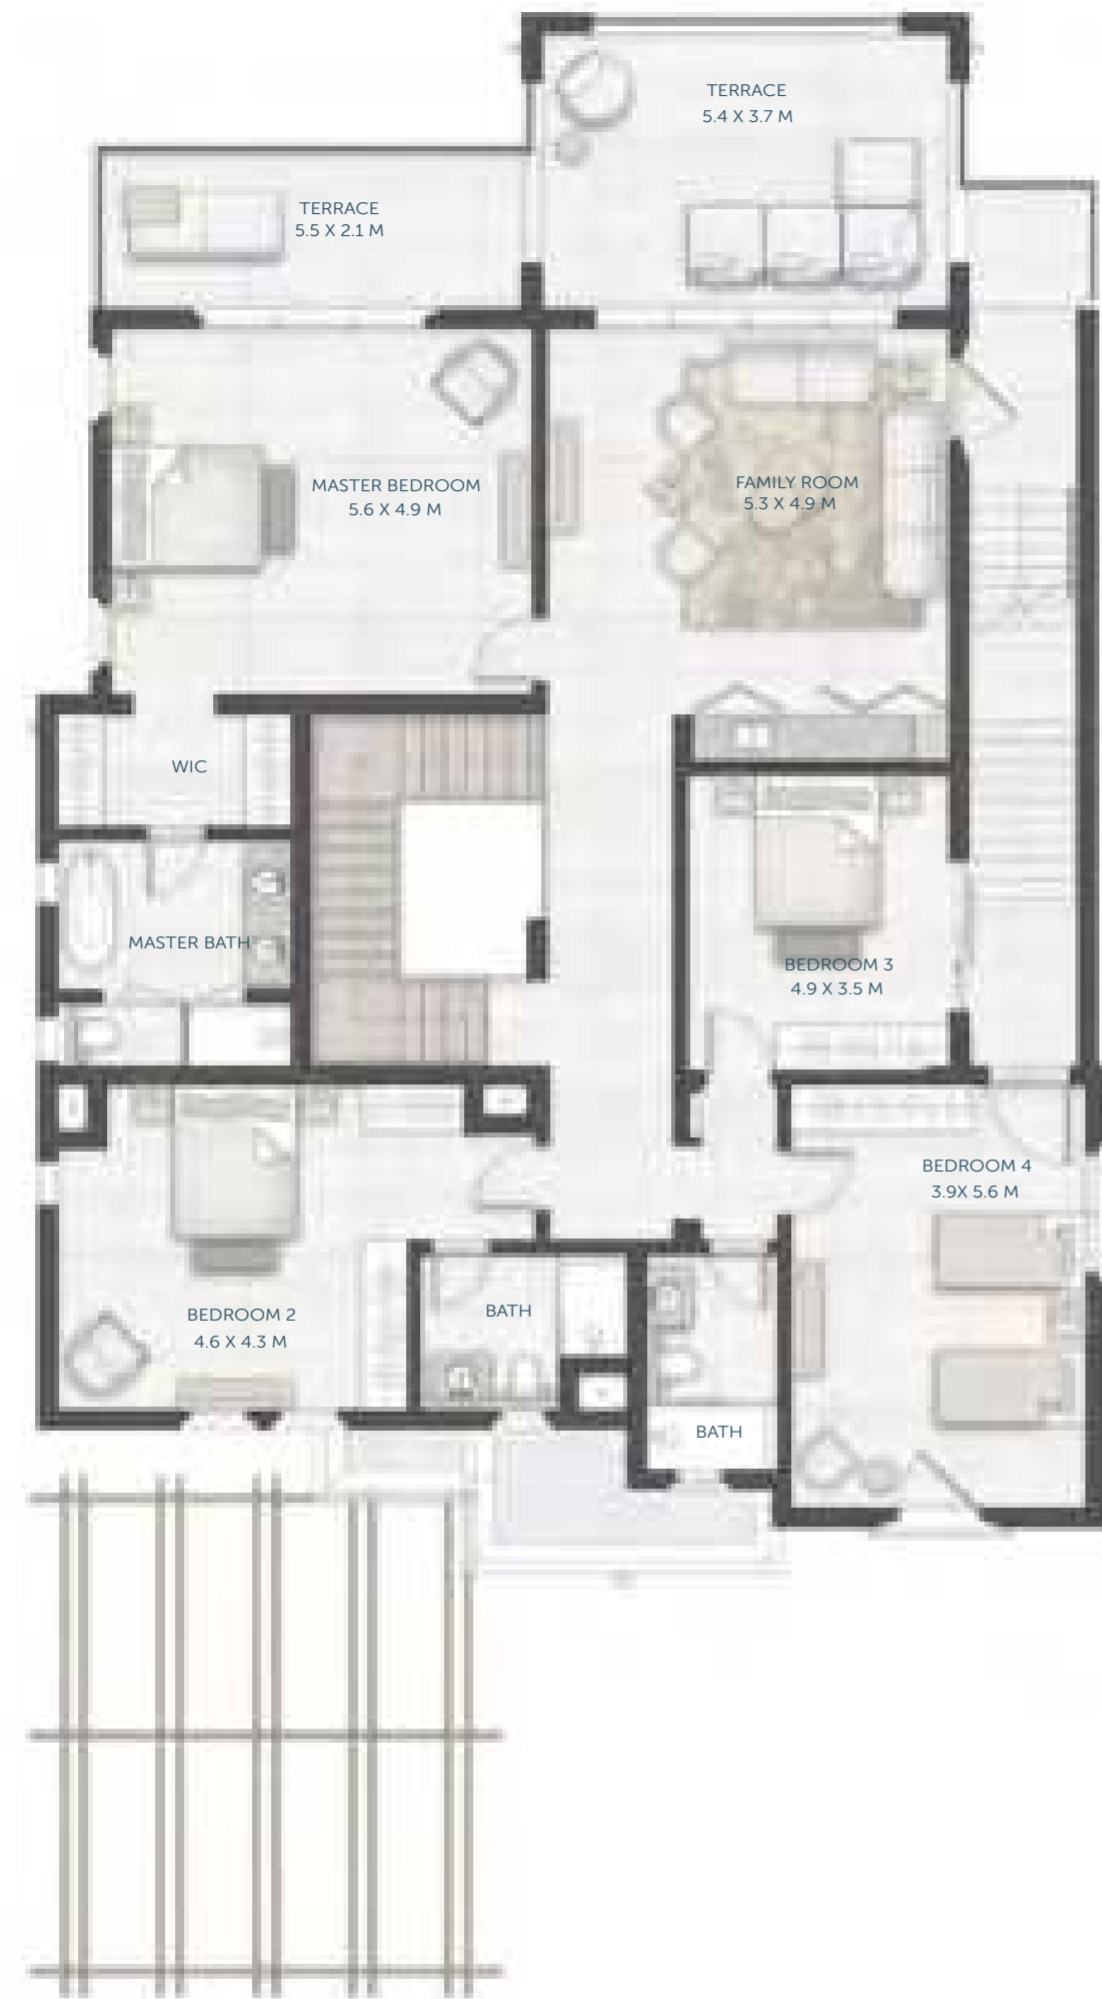 TERRACE
5.4 X 3.7 M
TERRACE
5.5 X 2.1 M
MASTER BEDROOM
5.6 X 4.9 M
FAMILY ROOM
5.3 X 4.9 M
WIC
MASTER BATH
BEDROOM 3
4.9 X 3.5 M
BEDROOM 4
3.9X 5.6 M
BEDROOM 2
4.6 X 4.3 M
BATH
BATH